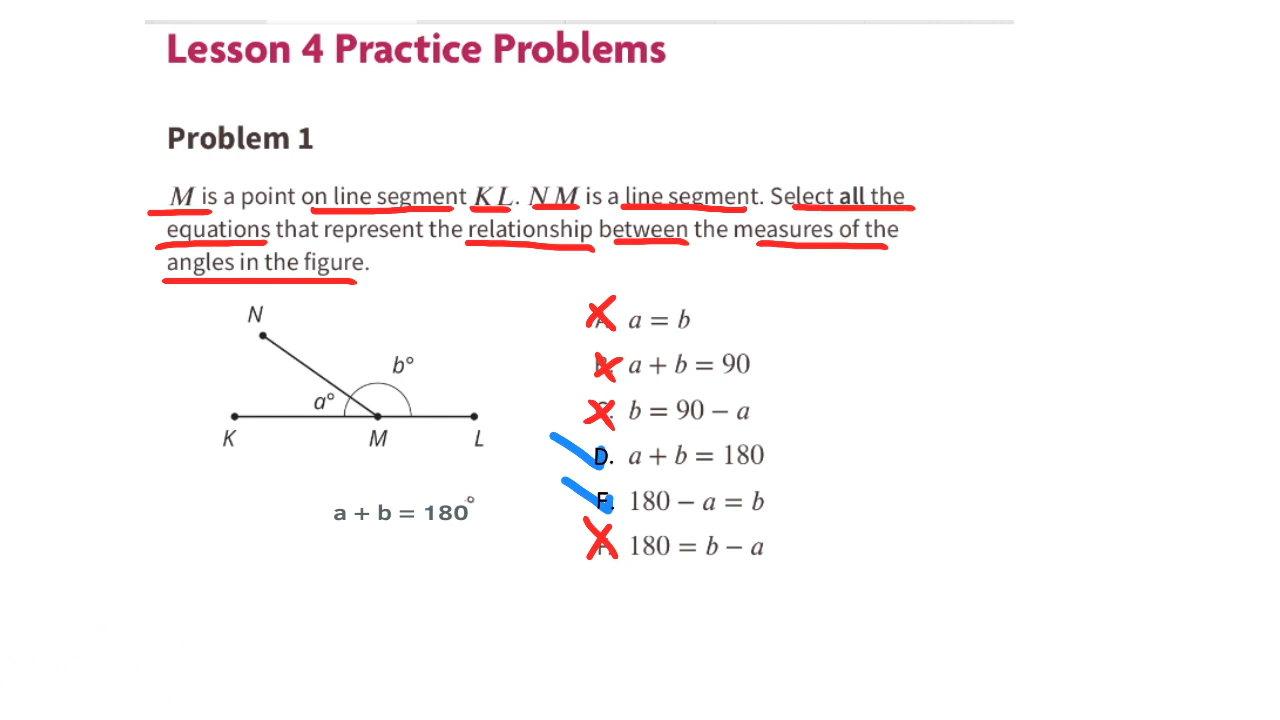 Lesson 4 Practice Problems
Problem 1
M is a point on line segment KL. NM is a line segment. Select all the
equations that represent the relationship between the measures of the
angles in the figure.
N
b°
a°
K
M
L
a + b = 180°
a = b
a + b = 90
b = 90 − a
D. a + b = 180
180 − a = b
180 = b − a